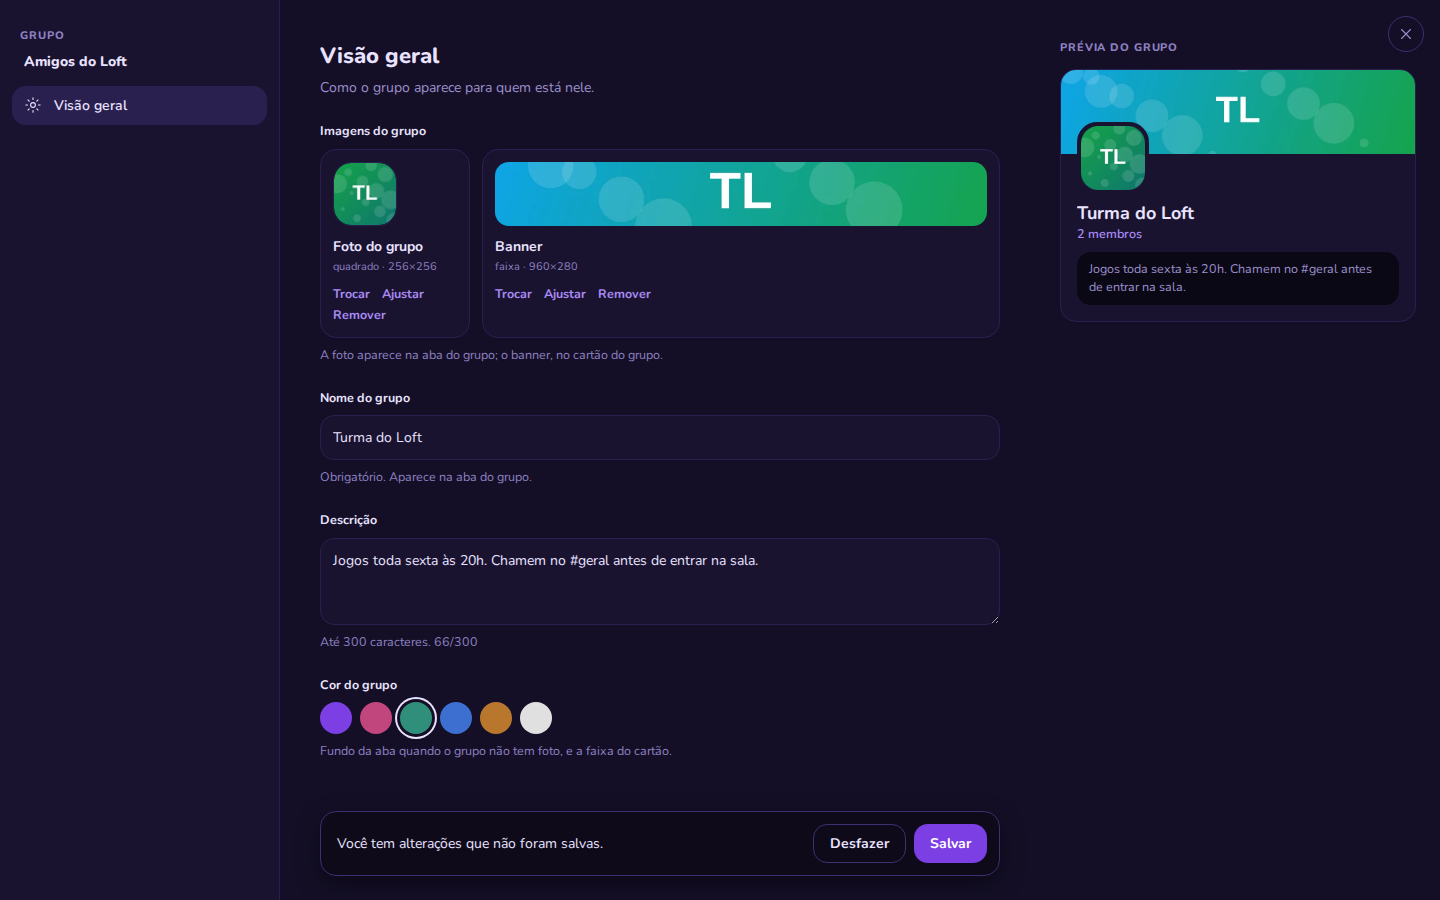 GRUPO
Amigos do Loft
Visão geral
Visão geral
Como o grupo aparece para quem está nele.
Imagens do grupo
TL
Foto do grupo
quadrado · 256×256
Trocar Ajustar
Remover
TL
Banner
faixa · 960×280
Trocar Ajustar Remover
A foto aparece na aba do grupo; o banner, no cartão do grupo.
Nome do grupo
Turma do Loft
Obrigatório. Aparece na aba do grupo.
Descrição
Jogos toda sexta às 20h. Chamem no #geral antes de entrar na sala.
Até 300 caracteres. 66/300
Cor do grupo
Fundo da aba quando o grupo não tem foto, e a faixa do cartão.
Você tem alterações que não foram salvas.
Desfazer
Salvar
PRÉVIA DO GRUPO
TL
TL
Turma do Loft
2 membros
Jogos toda sexta às 20h. Chamem no #geral antes
de entrar na sala.